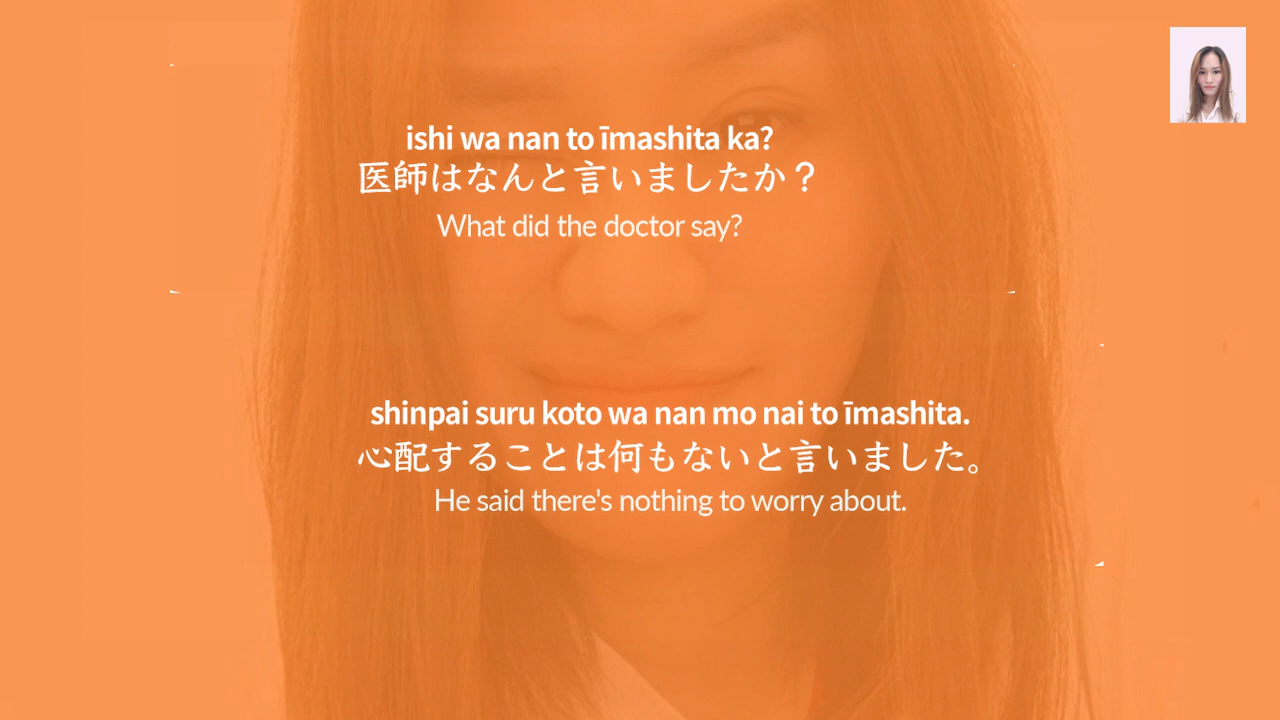 ishi wa nan to īmashita ka?
医師はなんと言いましたか？
What did the doctor say?
shinpai suru koto wa nan mo nai to īmashita.
心配することは何もないと言いました。
He said there's nothing to worry about.